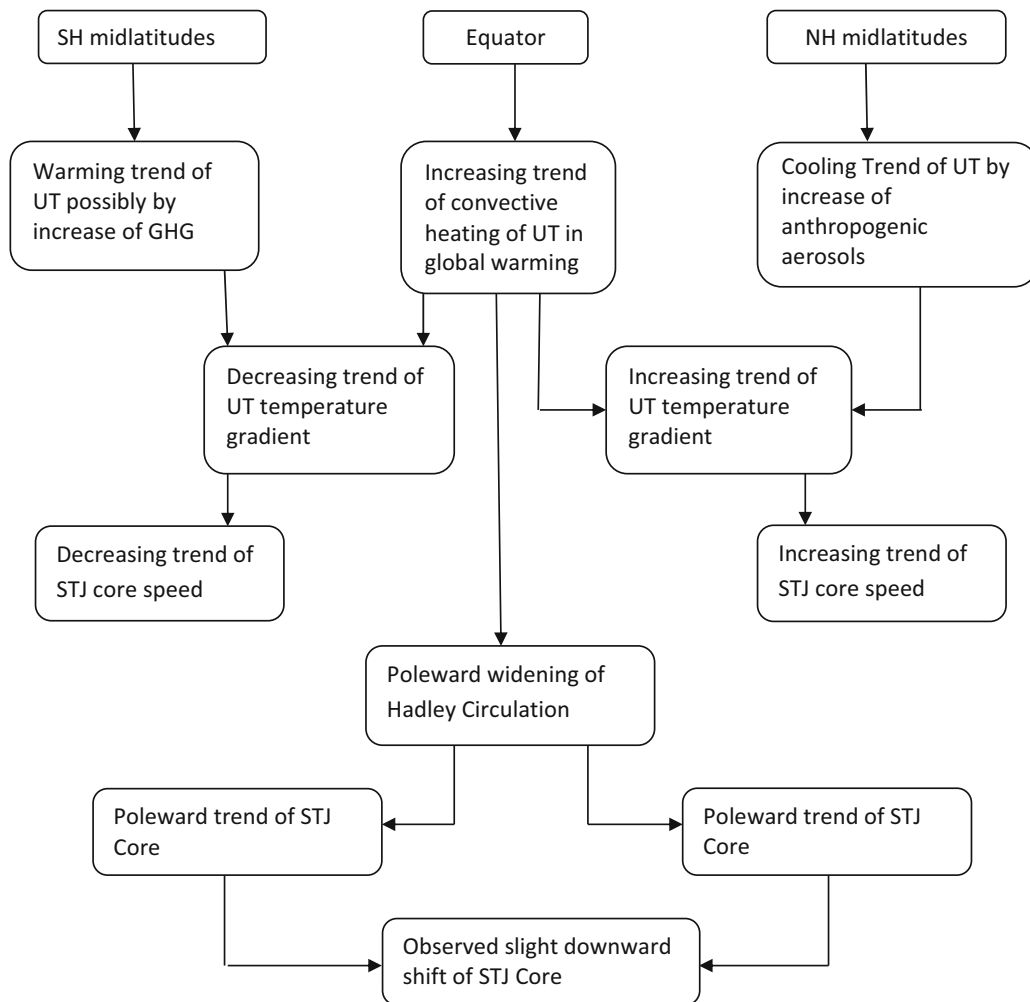 SH midlatitudes
Equator
NH midlatitudes
Warming trend of
UT possibly by
increase of GHG
Increasing trend
of convective
heating of UT in
global warming
Cooling Trend of UT by
increase of
anthropogenic
aerosols
Decreasing trend of
UT temperature
gradient
Increasing trend of
UT temperature
gradient
Decreasing trend of
STJ core speed
Increasing trend of
STJ core speed
Poleward widening of
Hadley Circulation
Poleward trend of STJ
Core
Poleward trend of STJ
Core
Observed slight downward
shift of STJ Core